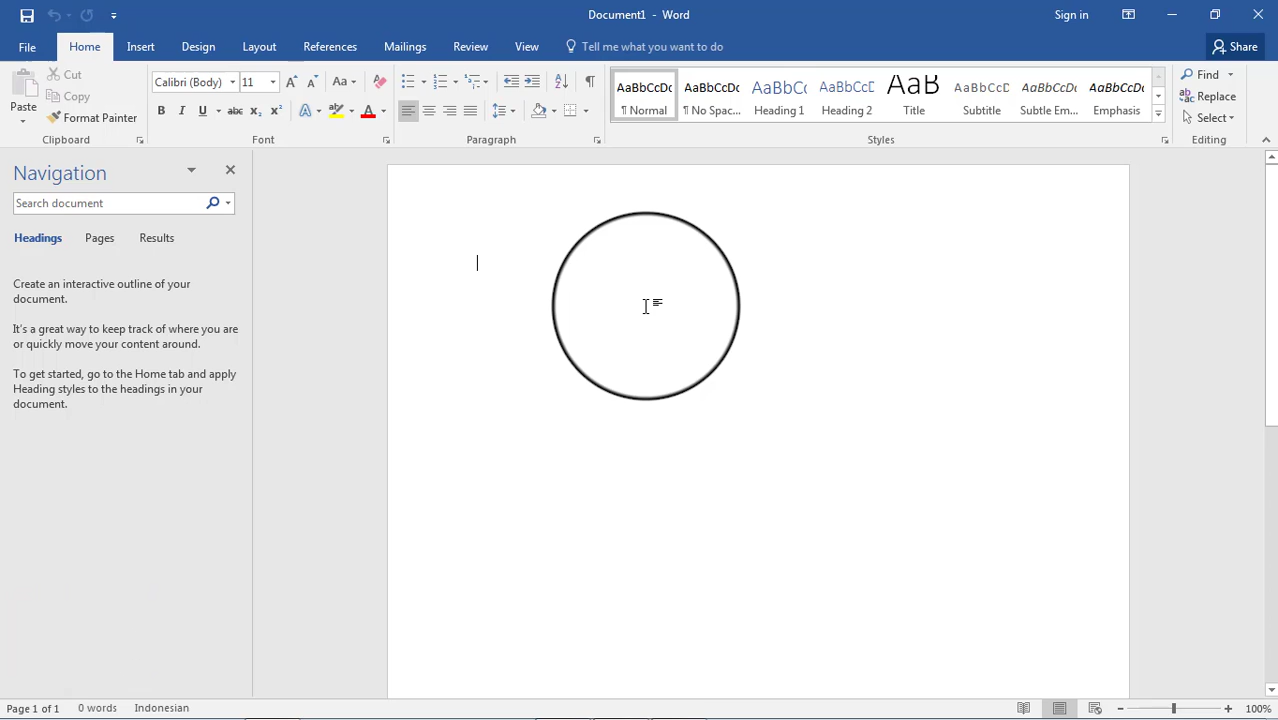 Document1 - Word
Sign in
File Home Insert Design Layout References Mailings Review View Tell me what you want to do Share
Paste
Cut
Copy
Format Painter
Clipboard
Calibri (Body) 11 Aa
B I U abc x₂ x² A A
Font
Paragraph
AaBbCcDc AaBbCcDc AaBbCc AaBbCcE AaB AaBbCcD AaBbCcDc AaBbCcDc
¶ Normal ¶ No Spac... Heading 1 Heading 2 Title Subtitle Subtle Em... Emphasis
Styles
Find
Replace
Select
Editing
Navigation
Search document
Headings Pages Results
Create an interactive outline of your
document.
It's a great way to keep track of where you are
or quickly move your content around.
To get started, go to the Home tab and apply
Heading styles to the headings in your
document.
Page 1 of 1 0 words Indonesian 100%